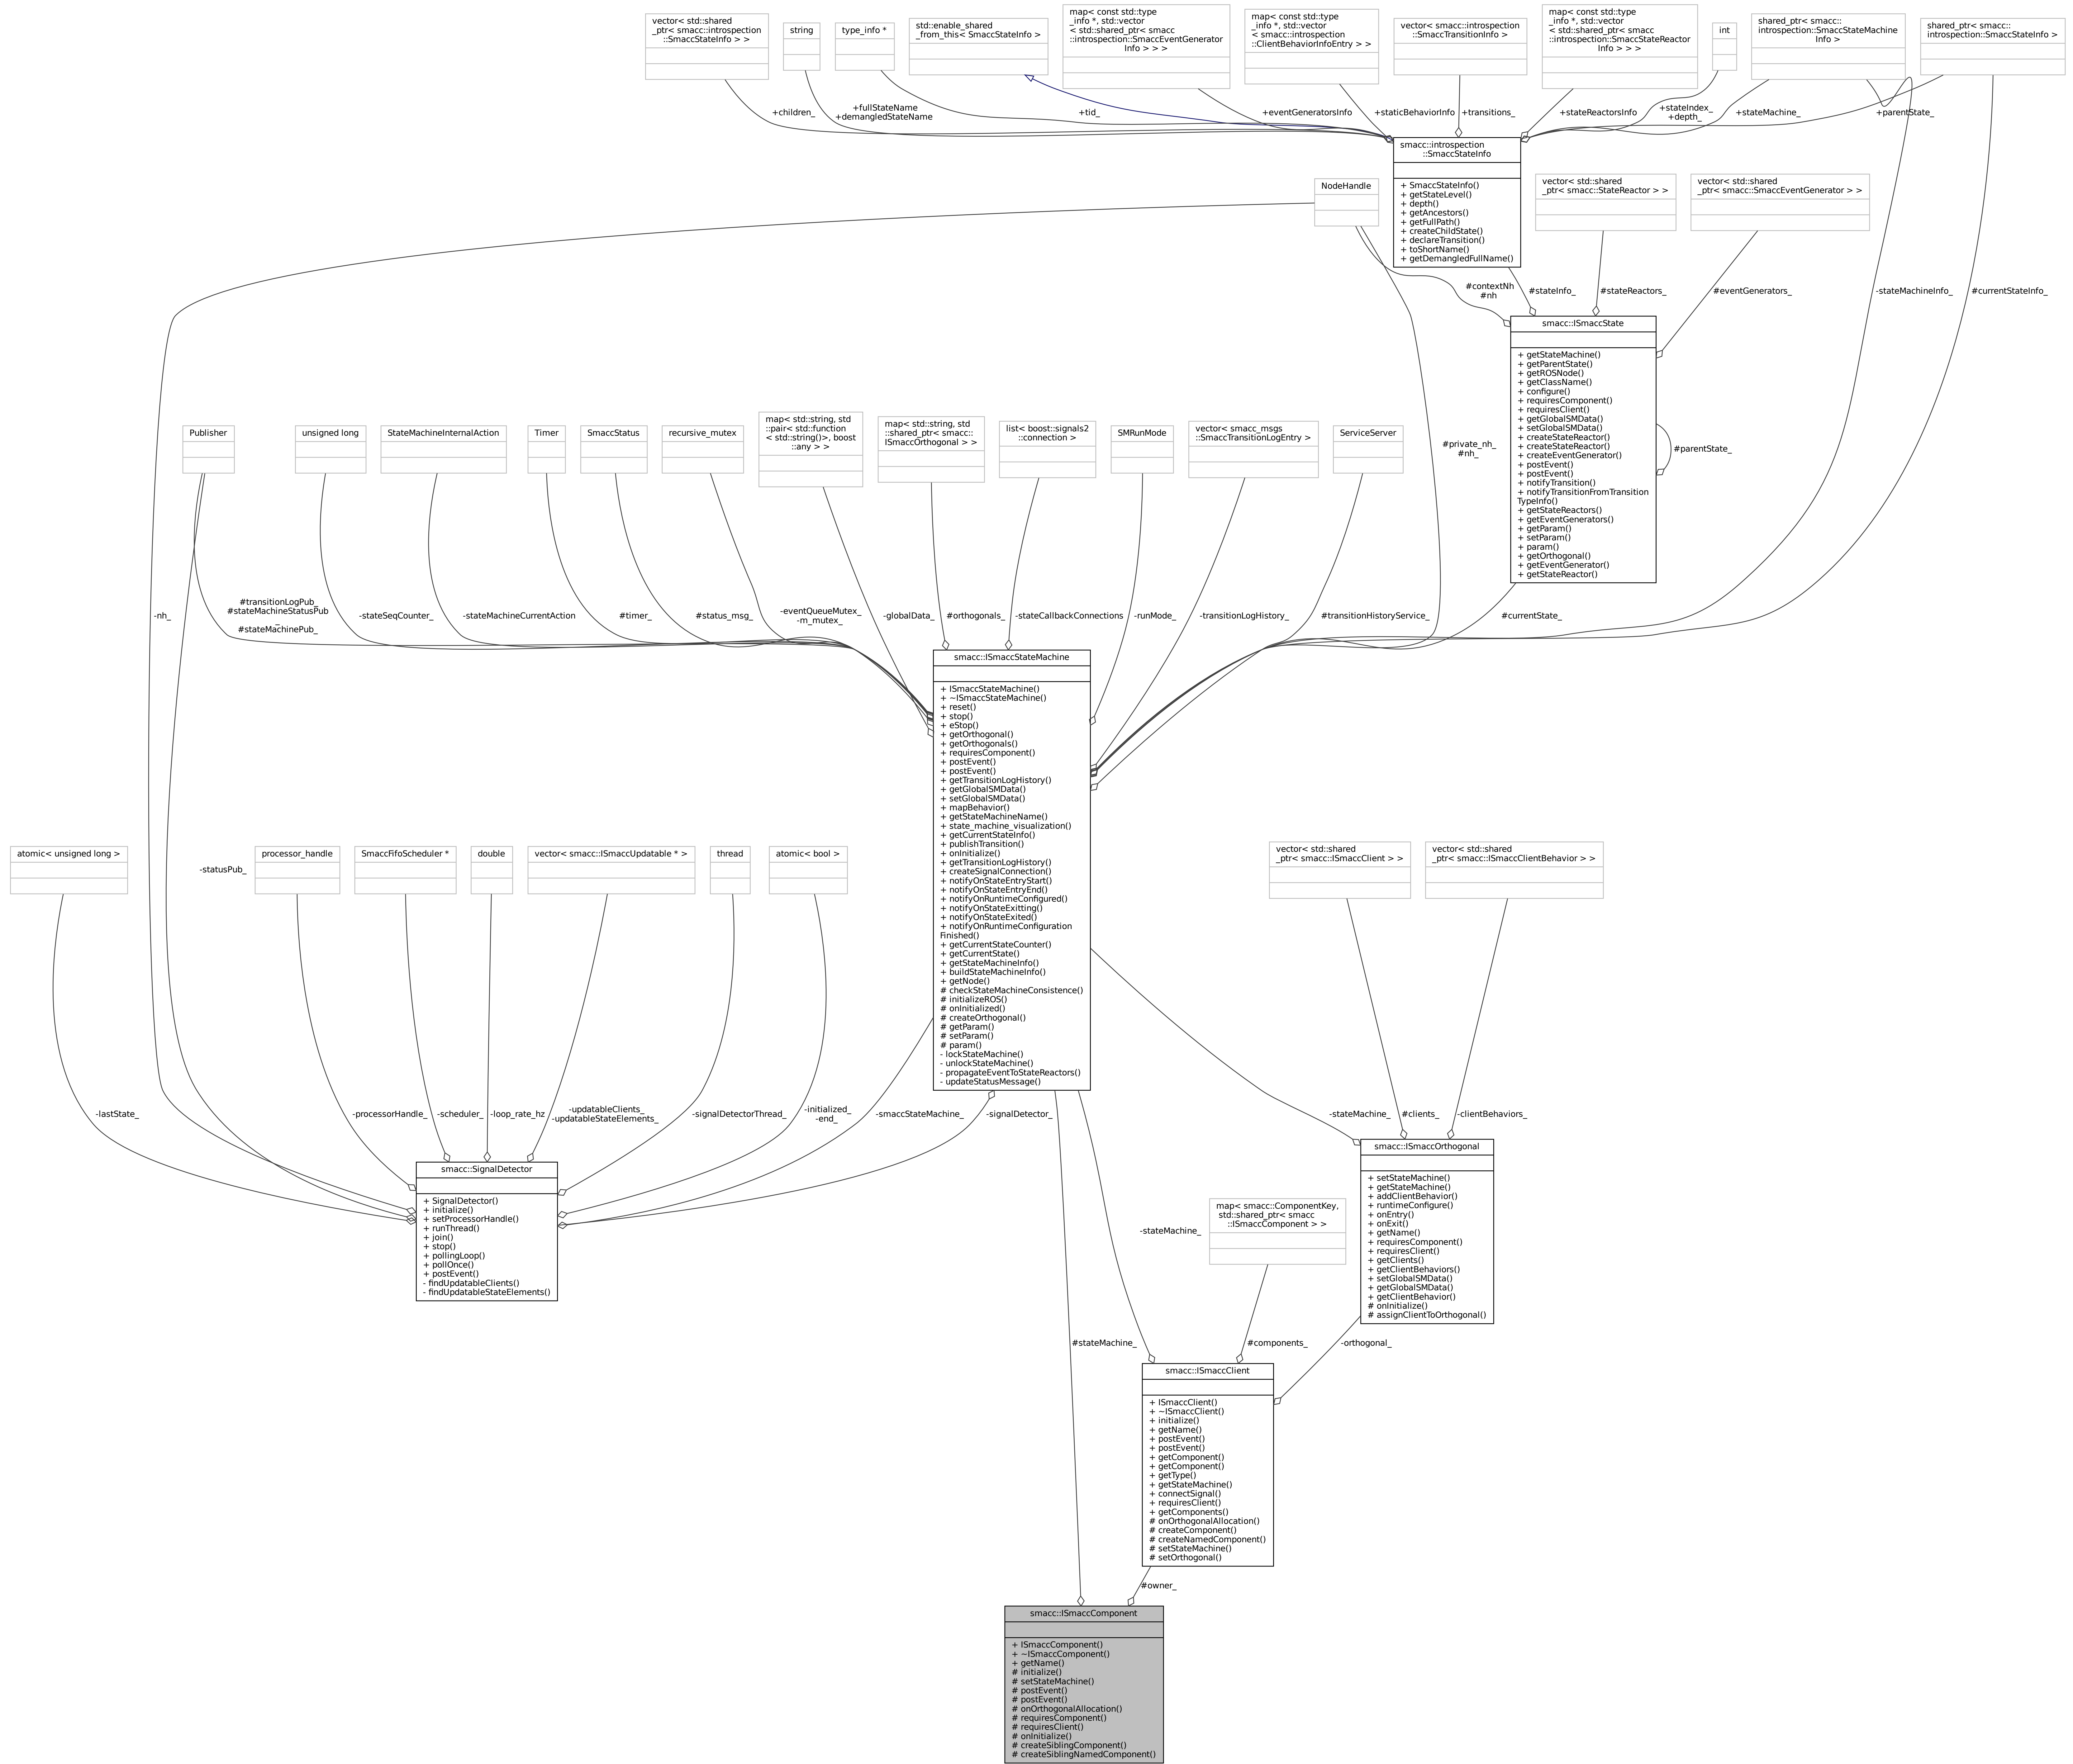 vector< std::shared
_ptr< smacc::introspection
::SmaccStateInfo > >
string
type_info *
std::enable_shared
_from_this< SmaccStateInfo >
map< const std::type
_info *, std::vector
< std::shared_ptr< smacc
::introspection::SmaccEventGenerator
Info > > >
map< const std::type
_info *, std::vector
< smacc::introspection
::ClientBehaviorInfoEntry > >
vector< smacc::introspection
::SmaccTransitionInfo >
map< const std::type
_info *, std::vector
< std::shared_ptr< smacc
::introspection::SmaccStateReactor
Info > > >
int
shared_ptr< smacc::
introspection::SmaccStateMachine
Info >
shared_ptr< smacc::
introspection::SmaccStateInfo >
+children_
+fullStateName
+demangledStateName
+tid_
+eventGeneratorsInfo
+staticBehaviorInfo
+transitions_
+stateReactorsInfo
+stateIndex_
+depth_
+stateMachine_
+parentState_
smacc::introspection
::SmaccStateInfo
+ SmaccStateInfo()
+ getStateLevel()
+ depth()
+ getAncestors()
+ getFullPath()
+ createChildState()
+ declareTransition()
+ toShortName()
+ getDemangledFullName()
NodeHandle
vector< std::shared
_ptr< smacc::StateReactor > >
vector< std::shared
_ptr< smacc::SmaccEventGenerator > >
#contextNh
#nh
#stateInfo_
#stateReactors_
#eventGenerators_
-stateMachineInfo_
#currentStateInfo_
smacc::ISmaccState
+ getStateMachine()
+ getParentState()
+ getROSNode()
+ getClassName()
+ configure()
+ requiresComponent()
+ requiresClient()
+ getGlobalSMData()
+ setGlobalSMData()
+ createStateReactor()
+ createStateReactor()
+ createEventGenerator()
+ postEvent()
+ postEvent()
+ notifyTransition()
+ notifyTransitionFromTransition
TypeInfo()
+ getStateReactors()
+ getEventGenerators()
+ getParam()
+ setParam()
+ param()
+ getOrthogonal()
+ getEventGenerator()
+ getStateReactor()
#parentState_
Publisher
unsigned long
StateMachineInternalAction
Timer
SmaccStatus
recursive_mutex
map< std::string, std
::pair< std::function
< std::string()>, boost
::any > >
map< std::string, std
::shared_ptr< smacc::
ISmaccOrthogonal > >
list< boost::signals2
::connection >
SMRunMode
vector< smacc_msgs
::SmaccTransitionLogEntry >
ServiceServer
#private_nh_
#nh_
-nh_
#transitionLogPub_
#stateMachineStatusPub
_
#stateMachinePub_
-stateSeqCounter_
-stateMachineCurrentAction
#timer_
#status_msg_
-eventQueueMutex_
-m_mutex_
-globalData_
#orthogonals_
-stateCallbackConnections
-runMode_
-transitionLogHistory_
#transitionHistoryService_
#currentState_
smacc::ISmaccStateMachine
+ ISmaccStateMachine()
+ ~ISmaccStateMachine()
+ reset()
+ stop()
+ eStop()
+ getOrthogonal()
+ getOrthogonals()
+ requiresComponent()
+ postEvent()
+ postEvent()
+ getTransitionLogHistory()
+ getGlobalSMData()
+ setGlobalSMData()
+ mapBehavior()
+ getStateMachineName()
+ state_machine_visualization()
+ getCurrentStateInfo()
+ publishTransition()
+ onInitialize()
+ getTransitionLogHistory()
+ createSignalConnection()
+ notifyOnStateEntryStart()
+ notifyOnStateEntryEnd()
+ notifyOnRuntimeConfigured()
+ notifyOnStateExitting()
+ notifyOnStateExited()
+ notifyOnRuntimeConfiguration
Finished()
+ getCurrentStateCounter()
+ getCurrentState()
+ getStateMachineInfo()
+ buildStateMachineInfo()
+ getNode()
# checkStateMachineConsistence()
# initializeROS()
# onInitialized()
# createOrthogonal()
# getParam()
# setParam()
# param()
- lockStateMachine()
- unlockStateMachine()
- propagateEventToStateReactors()
- updateStatusMessage()
atomic< unsigned long >
-statusPub_
processor_handle
SmaccFifoScheduler *
double
vector< smacc::ISmaccUpdatable * >
thread
atomic< bool >
vector< std::shared
_ptr< smacc::ISmaccClient > >
vector< std::shared
_ptr< smacc::ISmaccClientBehavior > >
-lastState_
-processorHandle_
-scheduler_
-loop_rate_hz
-updatableClients_
-updatableStateElements_
-signalDetectorThread_
-initialized_
-end_
-smaccStateMachine_
-signalDetector_
-stateMachine_
#clients_
-clientBehaviors_
smacc::SignalDetector
+ SignalDetector()
+ initialize()
+ setProcessorHandle()
+ runThread()
+ join()
+ stop()
+ pollingLoop()
+ pollOnce()
+ postEvent()
- findUpdatableClients()
- findUpdatableStateElements()
smacc::ISmaccOrthogonal
+ setStateMachine()
+ getStateMachine()
+ addClientBehavior()
+ runtimeConfigure()
+ onEntry()
+ onExit()
+ getName()
+ requiresComponent()
+ requiresClient()
+ getClients()
+ getClientBehaviors()
+ setGlobalSMData()
+ getGlobalSMData()
+ getClientBehavior()
# onInitialize()
# assignClientToOrthogonal()
-stateMachine_
map< smacc::ComponentKey,
std::shared_ptr< smacc
::ISmaccComponent > >
#stateMachine_
#components_
-orthogonal_
smacc::ISmaccClient
+ ISmaccClient()
+ ~ISmaccClient()
+ initialize()
+ getName()
+ postEvent()
+ postEvent()
+ getComponent()
+ getComponent()
+ getType()
+ getStateMachine()
+ connectSignal()
+ requiresClient()
+ getComponents()
# onOrthogonalAllocation()
# createComponent()
# createNamedComponent()
# setStateMachine()
# setOrthogonal()
#owner_
smacc::ISmaccComponent
+ ISmaccComponent()
+ ~ISmaccComponent()
+ getName()
# initialize()
# setStateMachine()
# postEvent()
# postEvent()
# onOrthogonalAllocation()
# requiresComponent()
# requiresClient()
# onInitialize()
# createSiblingComponent()
# createSiblingNamedComponent()